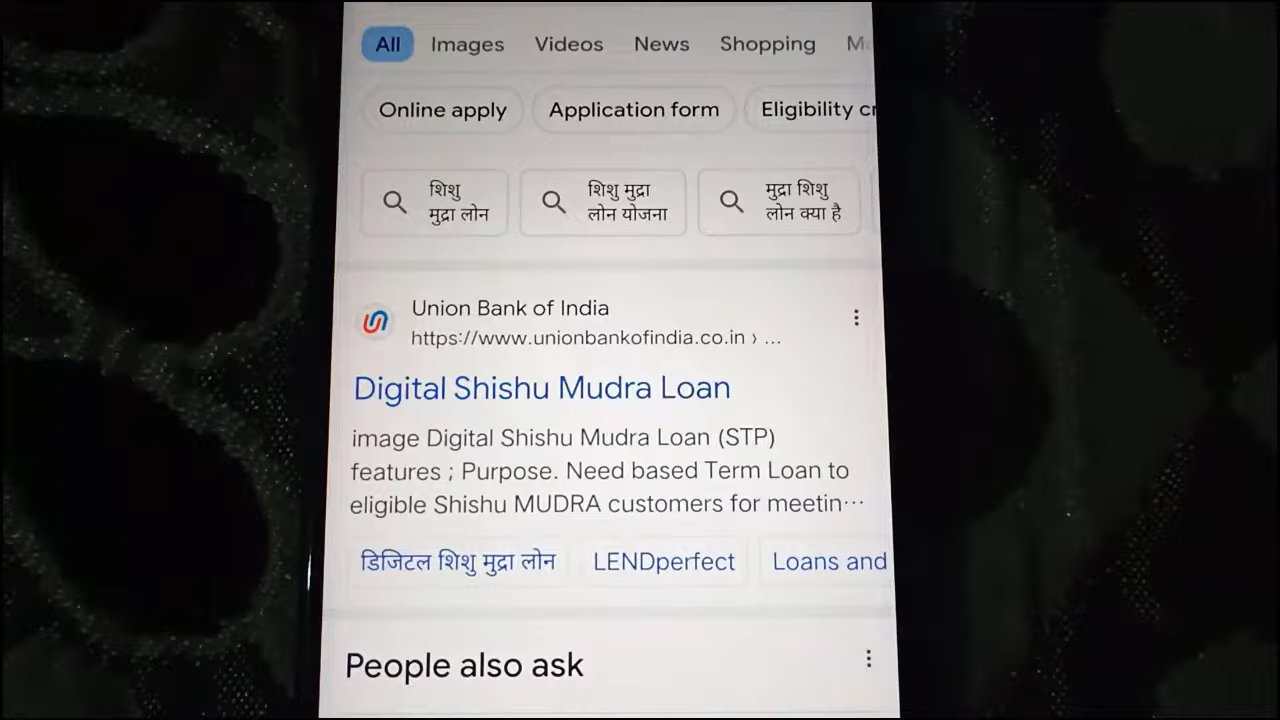 All Images Videos News Shopping
Online apply Application form Eligibility
शिशु मुद्रा लोन
शिशु मुद्रा लोन योजना
मुद्रा शिशु लोन क्या है
Union Bank of India
https://www.unionbankofindia.co.in › ...
Digital Shishu Mudra Loan
image Digital Shishu Mudra Loan (STP)
features ; Purpose. Need based Term Loan to
eligible Shishu MUDRA customers for meetin...
डिजिटल शिशु मुद्रा लोन LENDperfect Loans and
People also ask